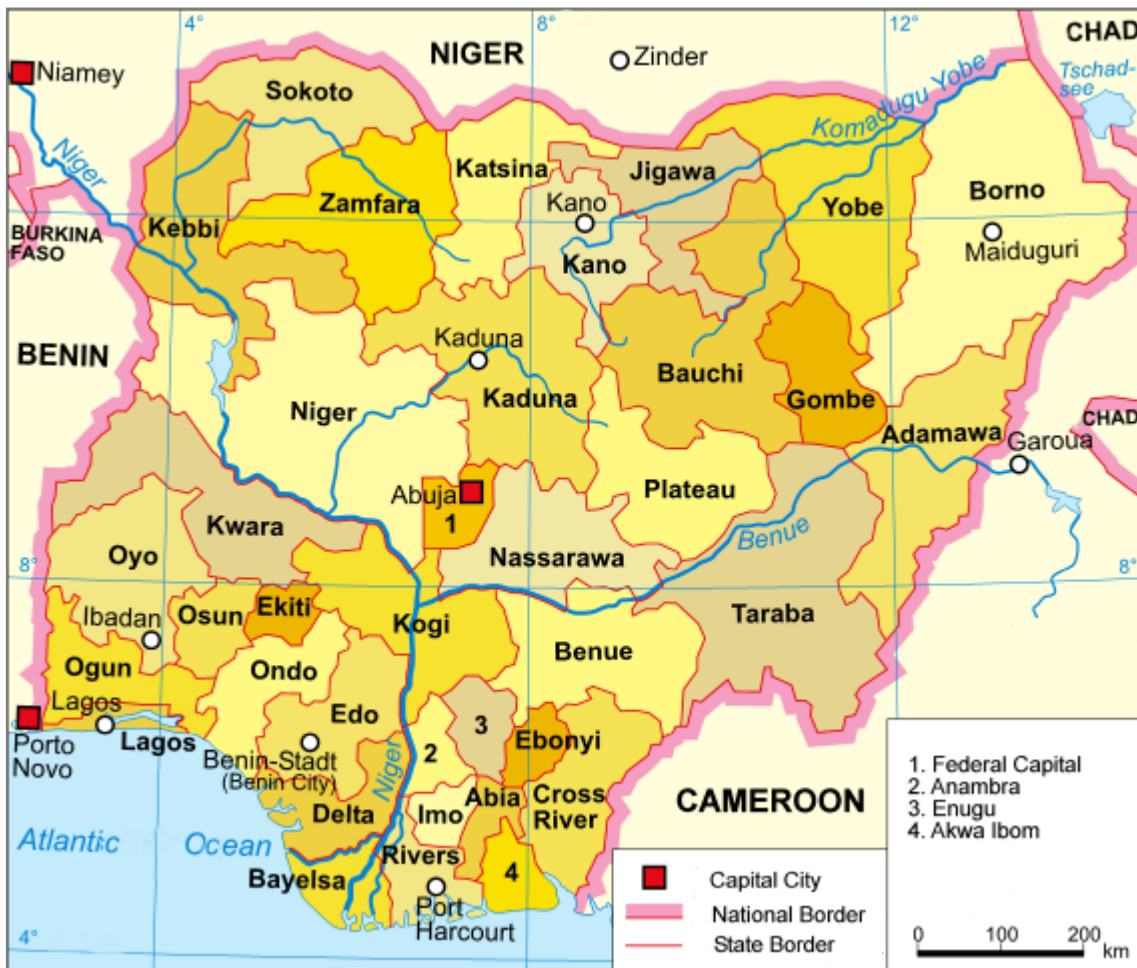 4°
8°
12°
CHAD
NIGER
Zinder
Niamey
Tschad-
see
Komadugu Yobe
Sokoto
Niger
Katsina
Jigawa
Borno
Zamfara
Kano
Yobe
Kebbi
BURKINA
FASO
Maiduguri
Kano
Kaduna
BENIN
Bauchi
Kaduna
Gombe
Niger
CHAD
Adamawa
Garoua
Abuja
Plateau
1
Kwara
Benue
Nassarawa
Oyo
8°
8°
Ekiti
Ibadan
Osun
Kogi
Taraba
Benue
Ogun
Ondo
Lagos
Edo
3
Lagos
Ebonyi
Porto
Novo
2
Benin-Stadt
(Benin City)
Niger
Abia
Cross
River
CAMEROON
Delta
Imo
Atlantic Ocean
Rivers
4
Bayelsa
Port
Harcourt
4°
1. Federal Capital
2. Anambra
3. Enugu
4. Akwa Ibom
Capital City
National Border
State Border
0 100 200 km